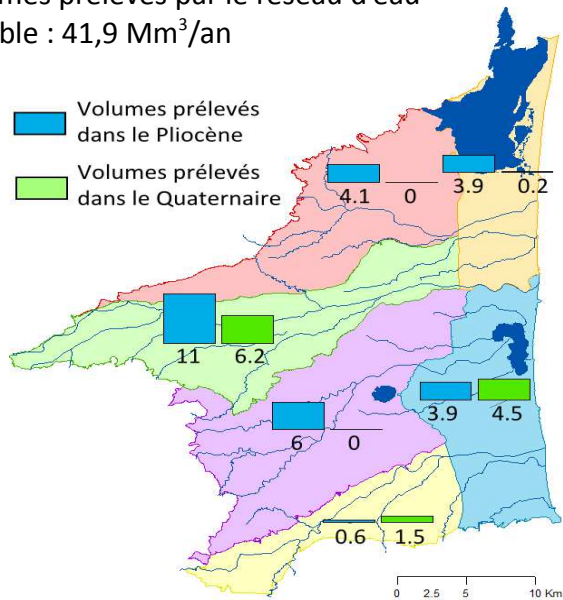 mes prélevés par le réseau d'eau
ble : 41,9 Mm³/an
Volumes prélevés
dans le Pliocène
Volumes prélevés
dans le Quaternaire
4.1 0
3.9 0.2
11 6.2
3.9 4.5
6 0
0.6 1.5
0 2.5 5 10 Km